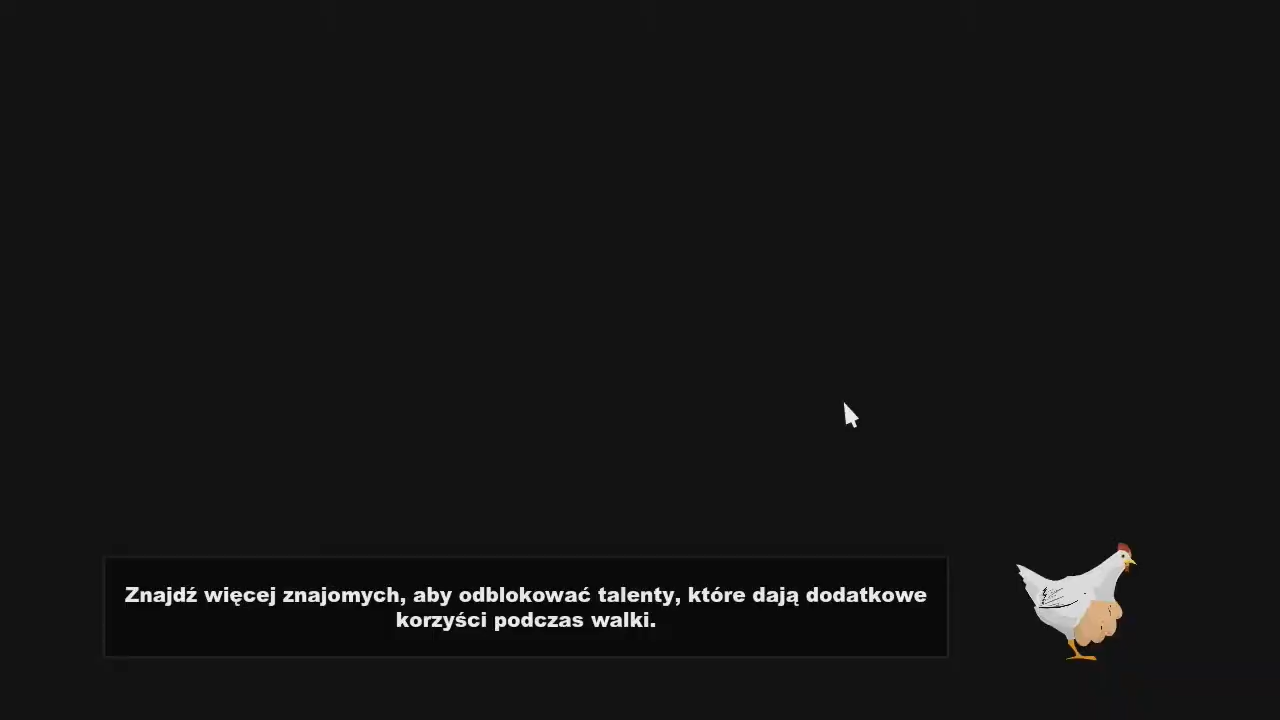 Znajdź więcej znajomych, aby odblokować talenty, które dają dodatkowe
korzyści podczas walki.